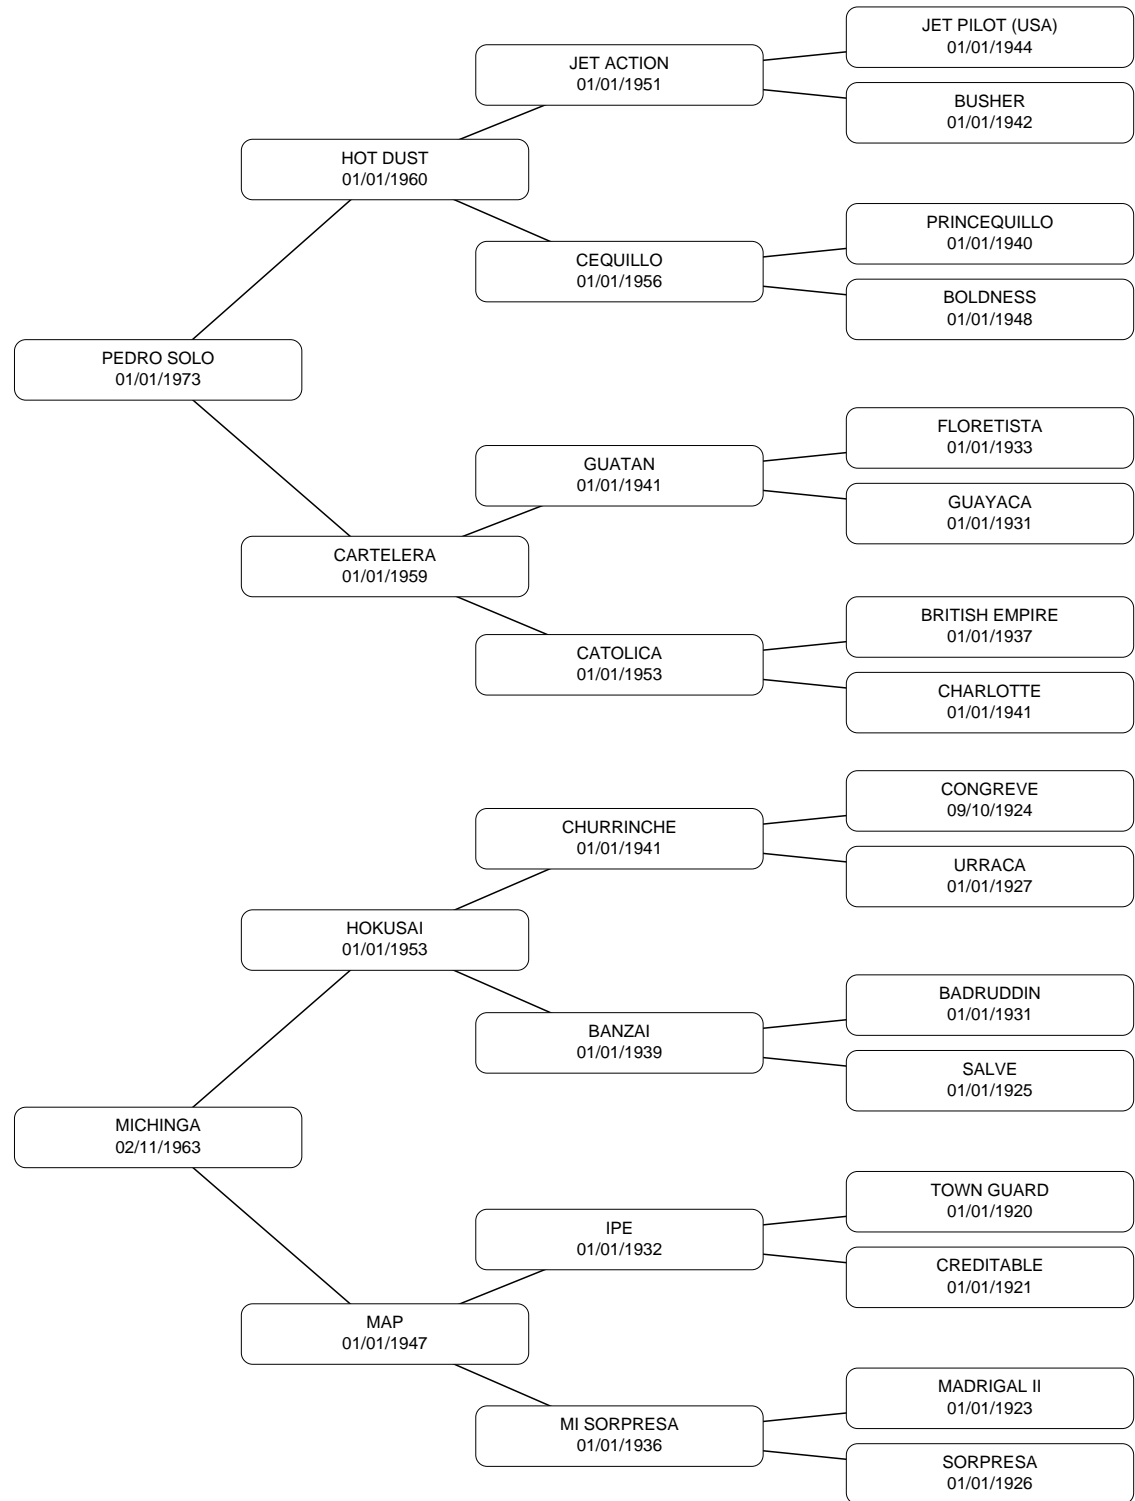 JET PILOT (USA)
01/01/1944
JET ACTION
01/01/1951
BUSHER
01/01/1942
HOT DUST
01/01/1960
PRINCEQUILLO
01/01/1940
CEQUILLO
01/01/1956
BOLDNESS
01/01/1948
PEDRO SOLO
01/01/1973
FLORETISTA
01/01/1933
GUATAN
01/01/1941
GUAYACA
01/01/1931
CARTELERA
01/01/1959
BRITISH EMPIRE
01/01/1937
CATOLICA
01/01/1953
CHARLOTTE
01/01/1941
CONGREVE
09/10/1924
CHURRINCHE
01/01/1941
URRACA
01/01/1927
HOKUSAI
01/01/1953
BADRUDDIN
01/01/1931
BANZAI
01/01/1939
SALVE
01/01/1925
MICHINGA
02/11/1963
TOWN GUARD
01/01/1920
IPE
01/01/1932
CREDITABLE
01/01/1921
MAP
01/01/1947
MADRIGAL II
01/01/1923
MI SORPRESA
01/01/1936
SORPRESA
01/01/1926